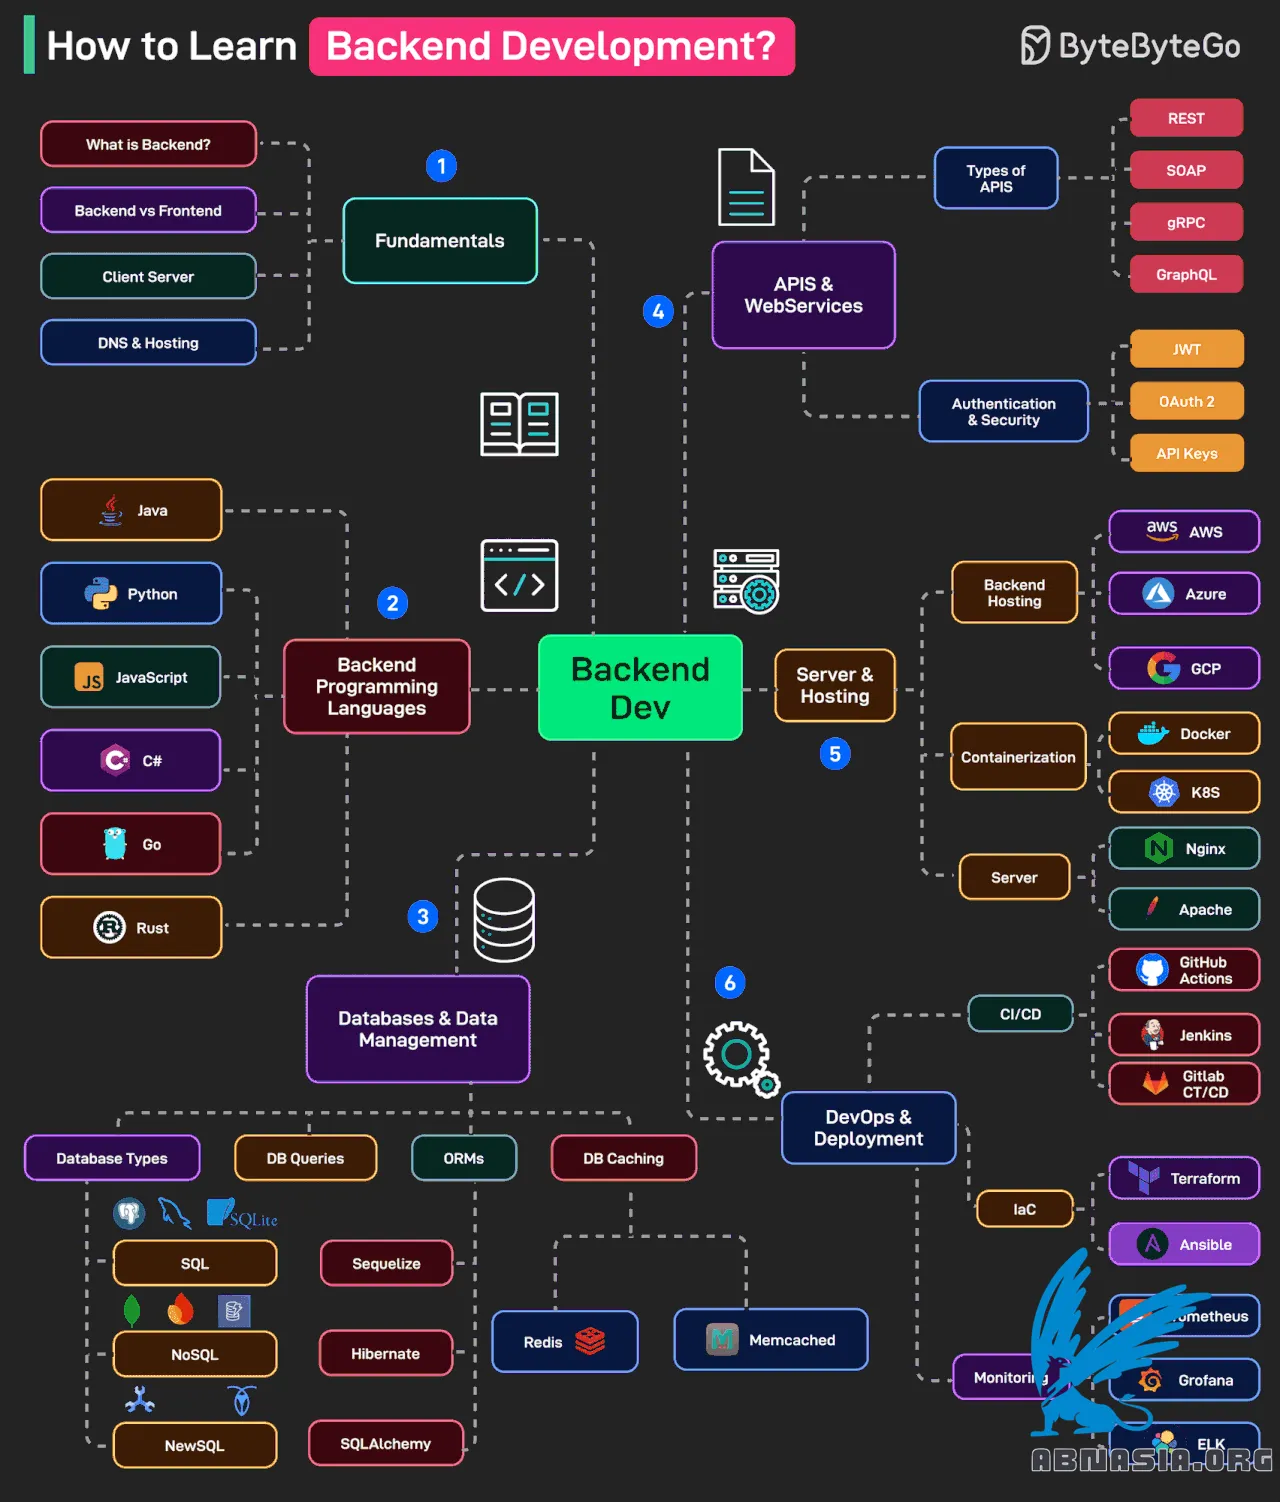 How to Learn Backend Development?
ByteByteGo
1
Fundamentals
What is Backend?
Backend vs Frontend
Client Server
DNS & Hosting
2
Backend
Programming
Languages
Java
Python
JS JavaScript
C#
Go
Rust
Backend
Dev
3
Databases & Data
Management
Database Types
SQLite
SQL
NoSQL
NewSQL
DB Queries
ORMs
Sequelize
Hibernate
SQLAlchemy
DB Caching
Redis
Memcached
4
APIS &
WebServices
Types of
APIS
REST
SOAP
gRPC
GraphQL
Authentication
& Security
JWT
OAuth 2
API Keys
5
Server &
Hosting
Backend
Hosting
aws AWS
Azure
GCP
Containerization
Docker
K8S
Server
Nginx
Apache
6
DevOps &
Deployment
CI/CD
GitHub
Actions
Jenkins
Gitlab
CT/CD
IaC
Terraform
Ansible
Monitoring
Grafana
ELK
ABNASIA.ORG